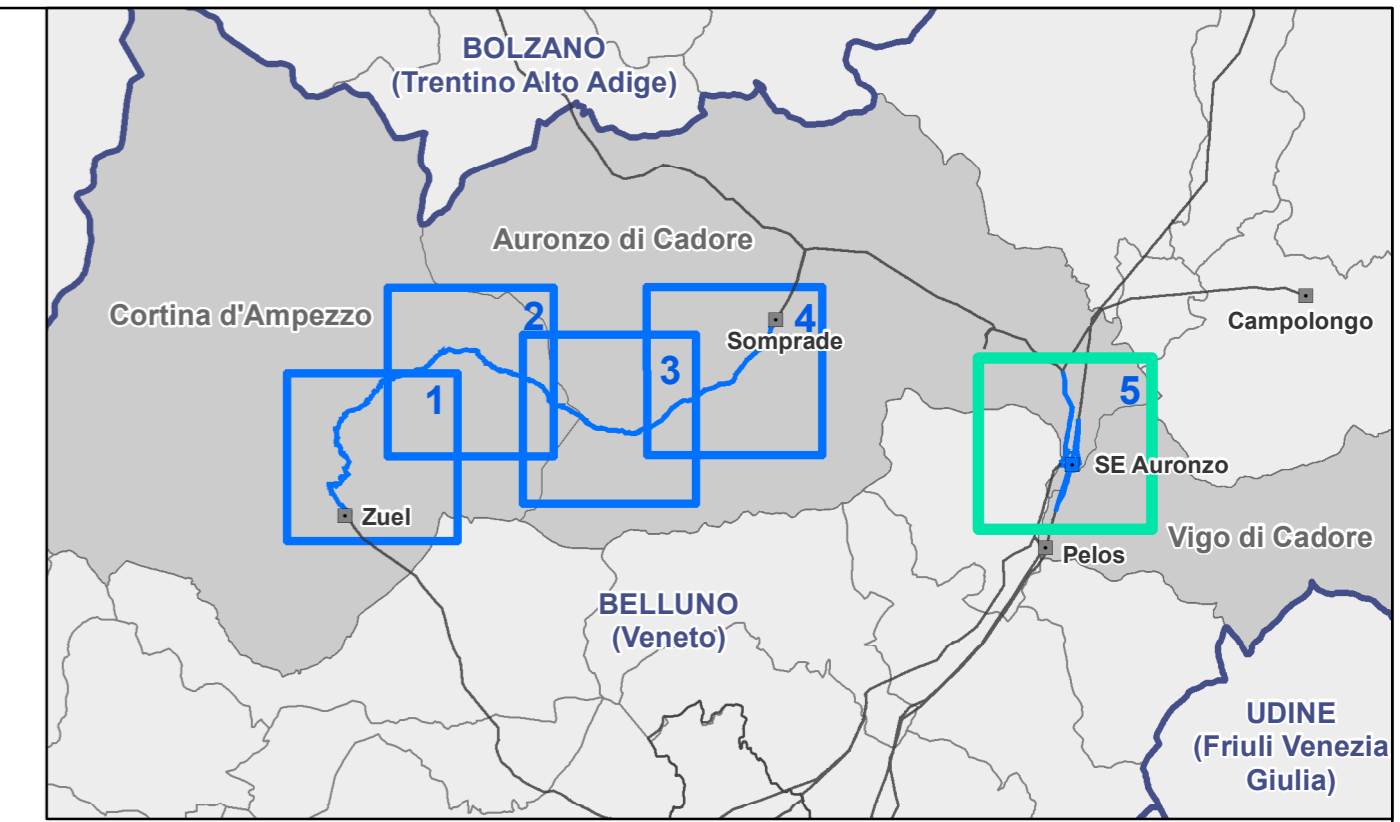 BOLZANO
(Trentino Alto Adige)
Auronzo di Cadore
Cortina d'Ampezzo
2
4
Somprade
Campolongo
3
1
5
SE Auronzo
Zuel
Pelos
Vigo di Cadore
BELLUNO
(Veneto)
UDINE
(Friuli Venezia
Giulia)